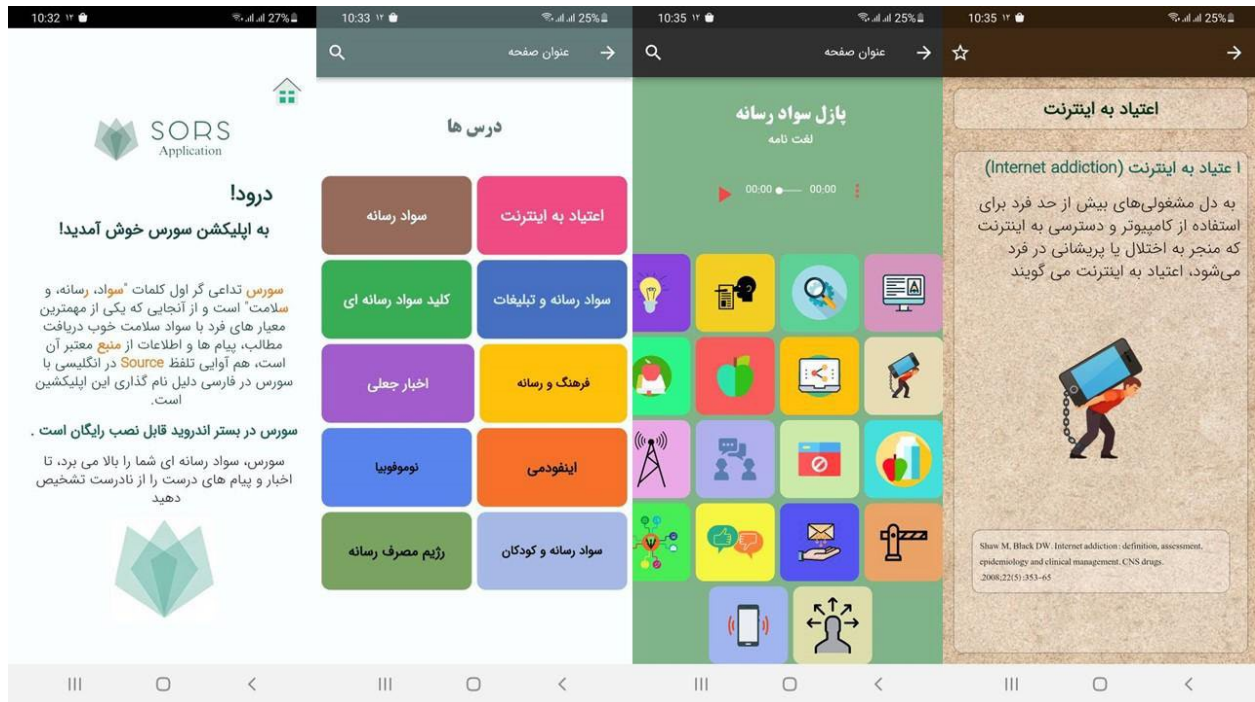 10:32 ۱۲ 27%
SORS
Application
درود!
به اپلیکشن سورس خوش آمدید!
سورس تداعی گر اول کلمات "سواد، رسانه، و
سلامت" است و از آنجایی که یکی از مهمترین
معیار های فرد با سواد سلامت خوب دریافت
مطالب، پیام ها و اطلاعات از منبع معتبر آن
است، هم آوایی تلفظ Source در انگلیسی با
سورس در فارسی دلیل نام گذاری این اپلیکشین
است.
سورس در بستر اندروید قابل نصب رایگان است .
سورس، سواد رسانه ای شما را بالا می برد، تا
اخبار و پیام های درست را از نادرست تشخیص
دهید
10:33 ۱۲ 25%
عنوان صفحه
درس ها
اعتیاد به اینترنت
سواد رسانه
سواد رسانه و تبلیغات
کلید سواد رسانه ای
فرهنگ و رسانه
اخبار جعلی
اینفودمی
نوموفوبیا
سواد رسانه و کودکان
رژیم مصرف رسانه
10:35 ۱۲ 25%
عنوان صفحه
پازل سواد رسانه
لغت نامه
00:00 00:00
A
10:35 ۱۲ 25%
اعتیاد به اینترنت
ا عتیاد به اینترنت (Internet addiction)
به دل مشغولی‌های بیش از حد فرد برای
استفاده از کامپیوتر و دسترسی به اینترنت
که منجر به اختلال یا پریشانی در فرد
می‌شود، اعتیاد به اینترنت می گویند
Shaw M, Black DW. Internet addiction: definition, assessment,
epidemiology and clinical management. CNS drugs.
.2008;22(5):353-65